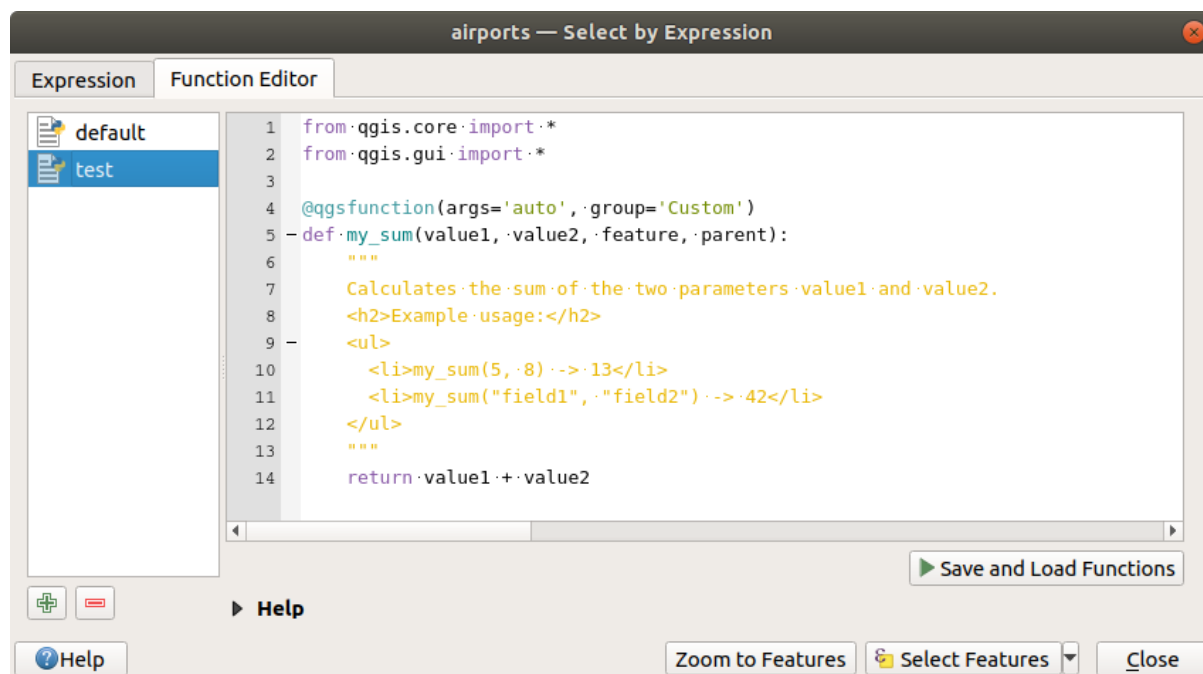 airports — Select by Expression
Expression Function Editor
default
test
1 from·qgis.core·import·*
2 from·qgis.gui·import·*
3
4 @qgsfunction(args='auto',·group='Custom')
5 def·my_sum(value1,·value2,·feature,·parent):
6 """
7 Calculates·the·sum·of·the·two·parameters·value1·and·value2.
8 <h2>Example·usage:</h2>
9 <ul>
10 <li>my_sum(5,·8)·->·13</li>
11 <li>my_sum("field1",·"field2")·->·42</li>
12 </ul>
13 """
14 return·value1·+·value2
Save and Load Functions
Help
Help Zoom to Features Select Features Close